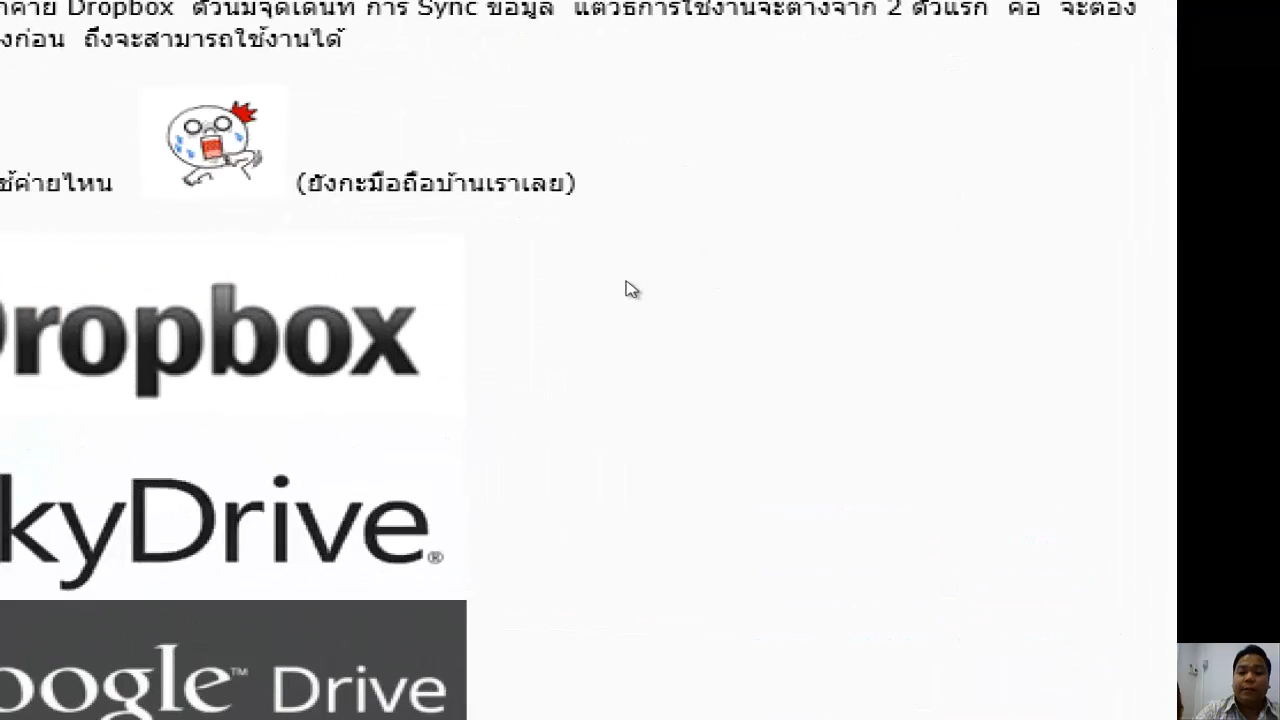 าค่าย Dropbox ตัวนี้มีจุดเด่นที่ การ Sync ข้อมูล แต่วิธีการใช้งานจะต่างจาก 2 ตัวแรก คือ จะต้อง
งก่อน ถึงจะสามารถใช้งานได้
ช้ค่ายไหน (ยังกะมือถือบ้านเราเลย)
Dropbox
kyDrive®
oogle™ Drive